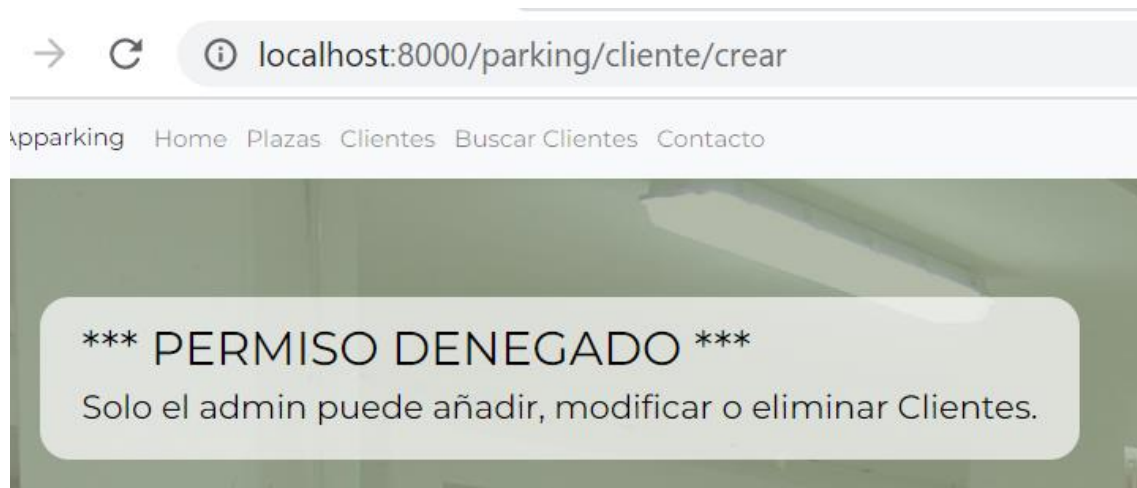 localhost:8000/parking/cliente/crear
Apparking Home Plazas Clientes Buscar Clientes Contacto
*** PERMISO DENEGADO ***
Solo el admin puede añadir, modificar o eliminar Clientes.